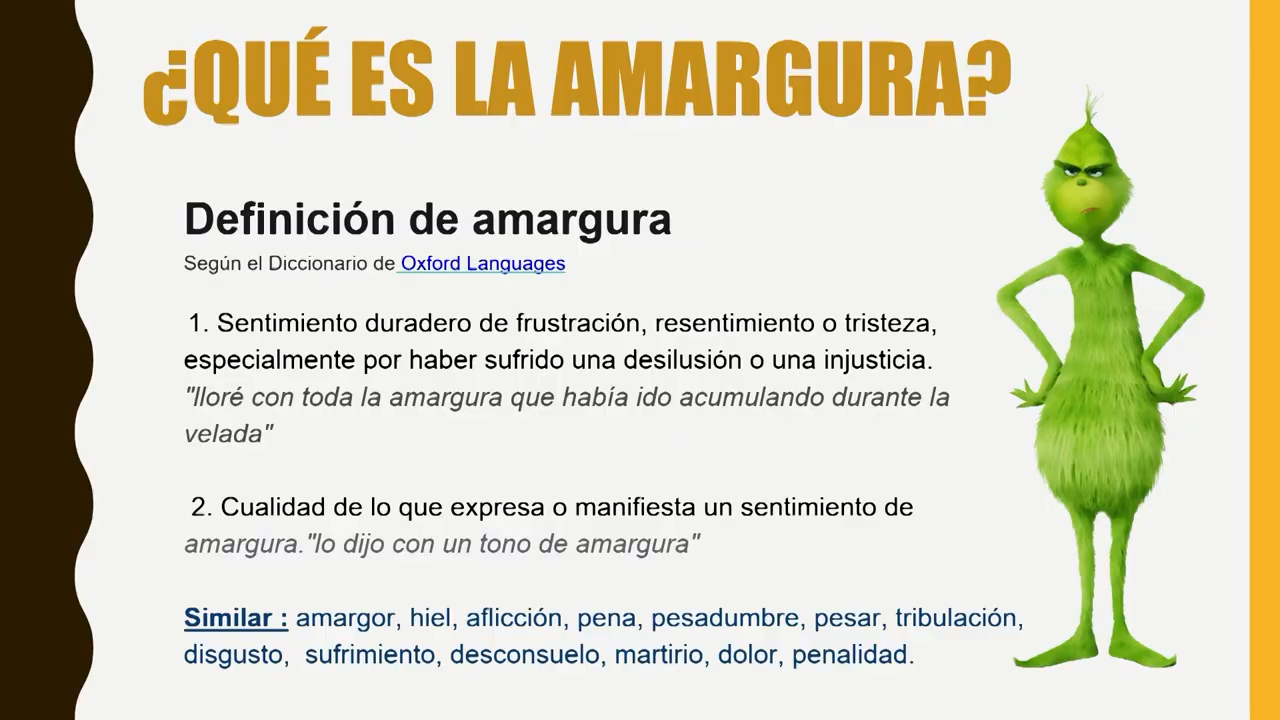 ¿QUÉ ES LA AMARGURA?
Definición de amargura
Según el Diccionario de Oxford Languages
1. Sentimiento duradero de frustración, resentimiento o tristeza,
especialmente por haber sufrido una desilusión o una injusticia.
"lloré con toda la amargura que había ido acumulando durante la
velada"
2. Cualidad de lo que expresa o manifiesta un sentimiento de
amargura."lo dijo con un tono de amargura"
Similar : amargor, hiel, aflicción, pena, pesadumbre, pesar, tribulación,
disgusto, sufrimiento, desconsuelo, martirio, dolor, penalidad.